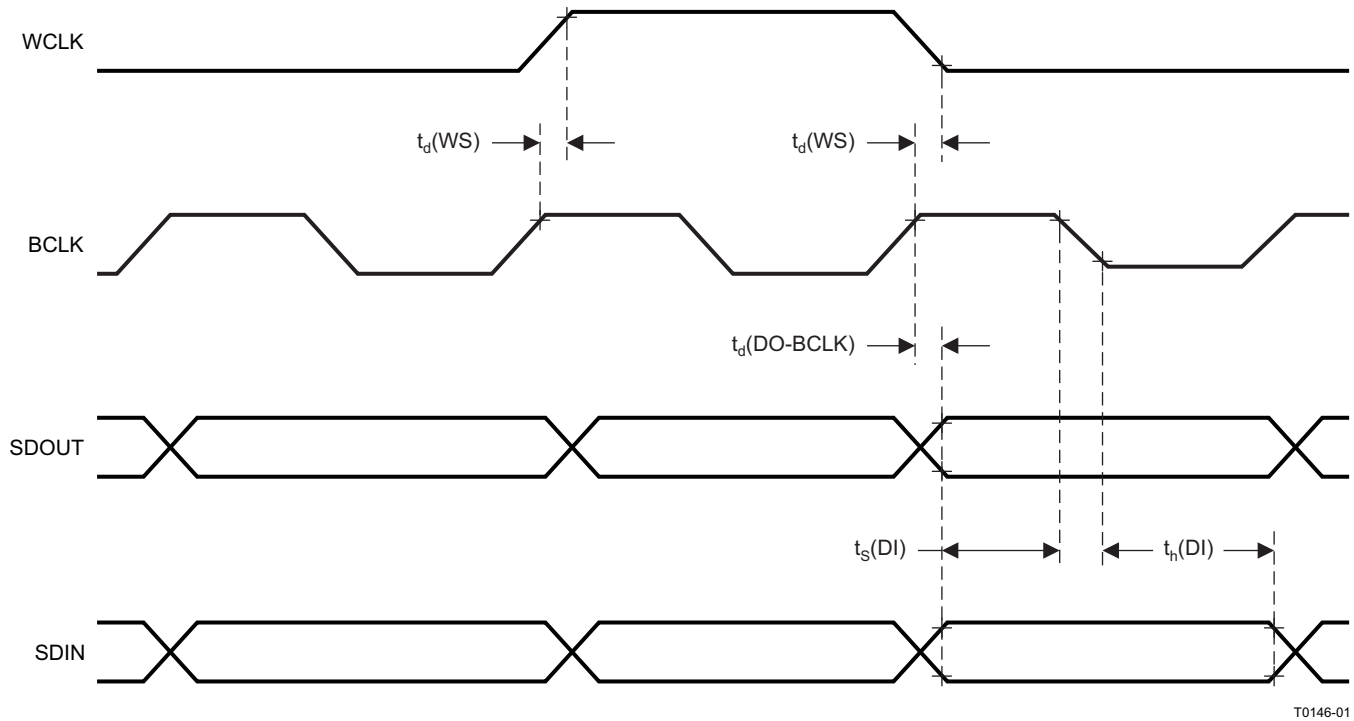 WCLK
td(WS)
td(WS)
BCLK
td(DO-BCLK)
SDOUT
tS(DI)
th(DI)
SDIN
T0146-01